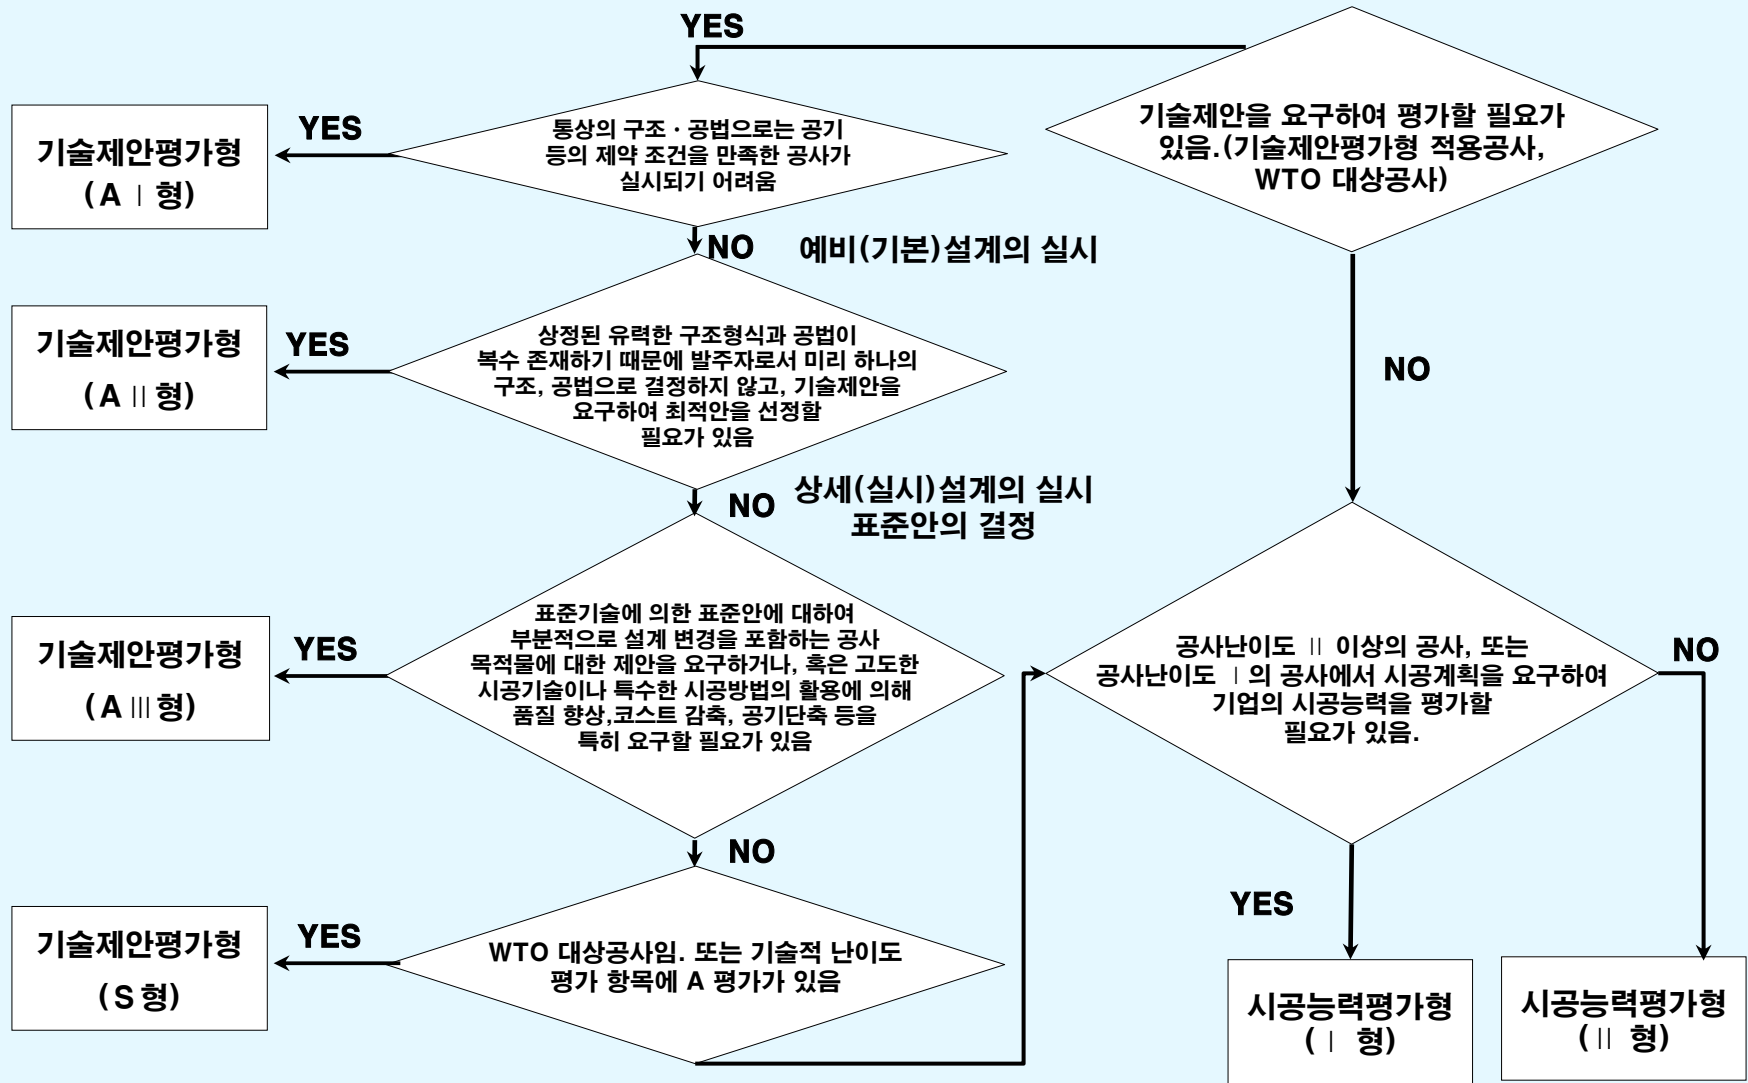 YES
기술제안을 요구하여 평가할 필요가
있음.(기술제안평가형 적용공사,
WTO 대상공사)
통상의 구조 · 공법으로는 공기
등의 제약 조건을 만족한 공사가
실시되기 어려움
YES
기술제안평가형
(A Ⅰ 형)
NO
예비(기본)설계의 실시
상정된 유력한 구조형식과 공법이
복수 존재하기 때문에 발주자로서 미리 하나의
구조, 공법으로 결정하지 않고, 기술제안을
요구하여 최적안을 선정할
필요가 있음
YES
기술제안평가형
(A Ⅱ 형)
NO
NO
상세(실시)설계의 실시
표준안의 결정
표준기술에 의한 표준안에 대하여
부분적으로 설계 변경을 포함하는 공사
목적물에 대한 제안을 요구하거나, 혹은 고도한
시공기술이나 특수한 시공방법의 활용에 의해
품질 향상,코스트 감축, 공기단축 등을
특히 요구할 필요가 있음
YES
기술제안평가형
(A Ⅲ 형)
공사난이도 Ⅱ 이상의 공사, 또는
공사난이도 Ⅰ 의 공사에서 시공계획을 요구하여
기업의 시공능력을 평가할
필요가 있음.
NO
NO
WTO 대상공사임. 또는 기술적 난이도
평가 항목에 A 평가가 있음
YES
기술제안평가형
(S 형)
YES
시공능력평가형
( Ⅰ 형)
시공능력평가형
( Ⅱ 형)